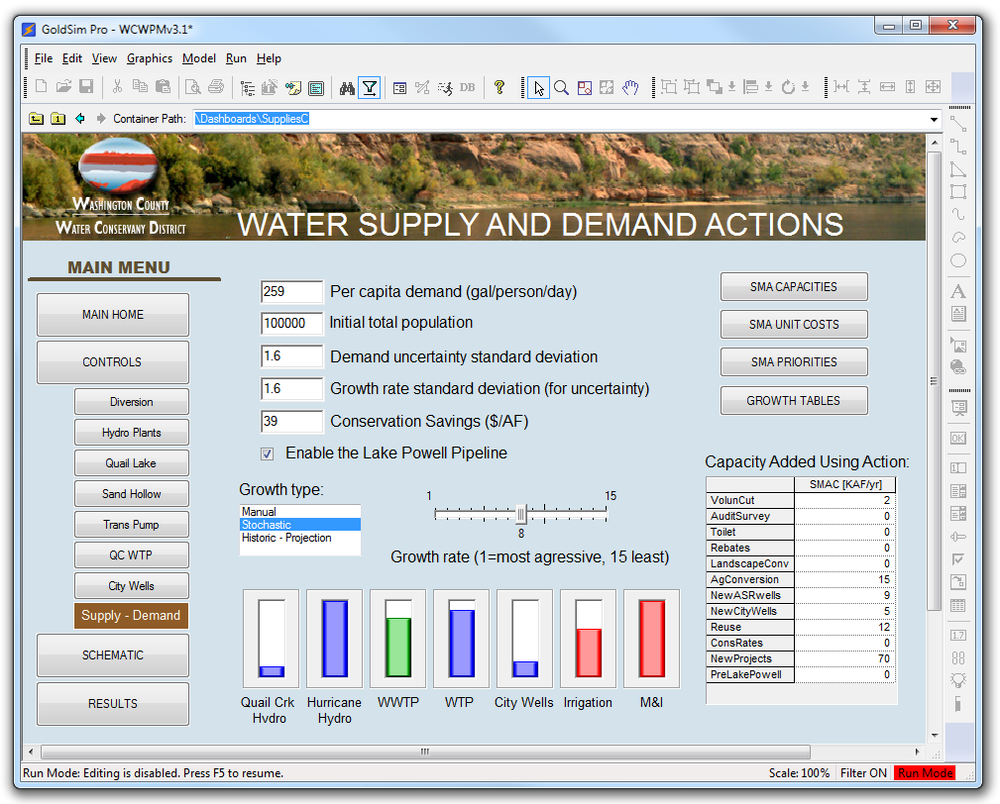 GoldSim Pro - WCWPMv3.1*
File Edit View Graphics Model Run Help
DB
?
Container Path: \Dashboards\SuppliesC
WASHINGTON COUNTY
WATER CONSERVANY DISTRICT
WATER SUPPLY AND DEMAND ACTIONS
MAIN MENU
MAIN HOME
CONTROLS
Diversion
Hydro Plants
Quail Lake
Sand Hollow
Trans Pump
QC WTP
City Wells
Supply - Demand
SCHEMATIC
RESULTS
259 Per capita demand (gal/person/day)
100000 Initial total population
1.6 Demand uncertainty standard deviation
1.6 Growth rate standard deviation (for uncertainty)
39 Conservation Savings ($/AF)
Enable the Lake Powell Pipeline
Growth type:
Manual
Stochastic
Historic - Projection
1 15
8
Growth rate (1=most agressive, 15 least)
Quail Crk Hvdro
Hurricane Hydro
WWTP
WTP
City Wells
Irrigation
M&I
SMA CAPACITIES
SMA UNIT COSTS
SMA PRIORITIES
GROWTH TABLES
Capacity Added Using Action:
SMAC [KAF/yr]
VolunCut 2
AuditSurvey 0
Toilet 0
Rebates 0
LandscapeConv 0
AgConversion 15
NewASRwells 9
NewCityWells 5
Reuse 12
ConsRates 0
NewProjects 70
PreLakePowell 0
A
OK
1.7
Run Mode: Editing is disabled. Press F5 to resume.
Scale: 100% Filter ON Run Mode